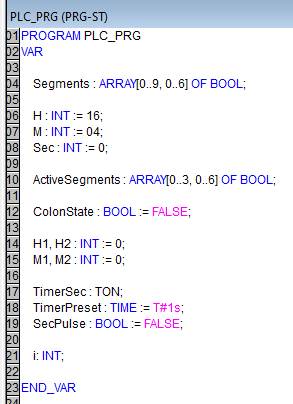 PLC_PRG (PRG-ST)
01 PROGRAM PLC_PRG
02 VAR
03
04 Segments : ARRAY[0..9, 0..6] OF BOOL;
05
06 H : INT := 16;
07 M : INT := 04;
08 Sec : INT := 0;
09
10 ActiveSegments : ARRAY[0..3, 0..6] OF BOOL;
11
12 ColonState : BOOL := FALSE;
13
14 H1, H2 : INT := 0;
15 M1, M2 : INT := 0;
16
17 TimerSec : TON;
18 TimerPreset : TIME := T#1s;
19 SecPulse : BOOL := FALSE;
20
21 i: INT;
22
23 END_VAR
24